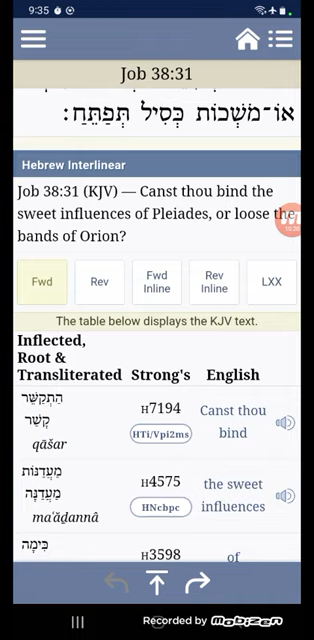 9:35
Job 38:31
אוֹ־מֹשְׁכוֹת כְּסִיל תְּפַתֵּחַ׃
Hebrew Interlinear
Job 38:31 (KJV) — Canst thou bind the
sweet influences of Pleiades, or loose the
bands of Orion?
Fwd Rev Fwd Inline Rev Inline LXX
The table below displays the KJV text.
Inflected,
Root &
Transliterated Strong's English
הַתְקַשֵּׁר
קָשַׁר
qāšar
H7194
HTi/Vpi2ms
Canst thou
bind
מַעֲדַנּוֹת
מַעֲדַנָּה
maʿăḏannâ
H4575
HNcbpc
the sweet
influences
כִּימָה
H3598
of
Recorded by Mobizen